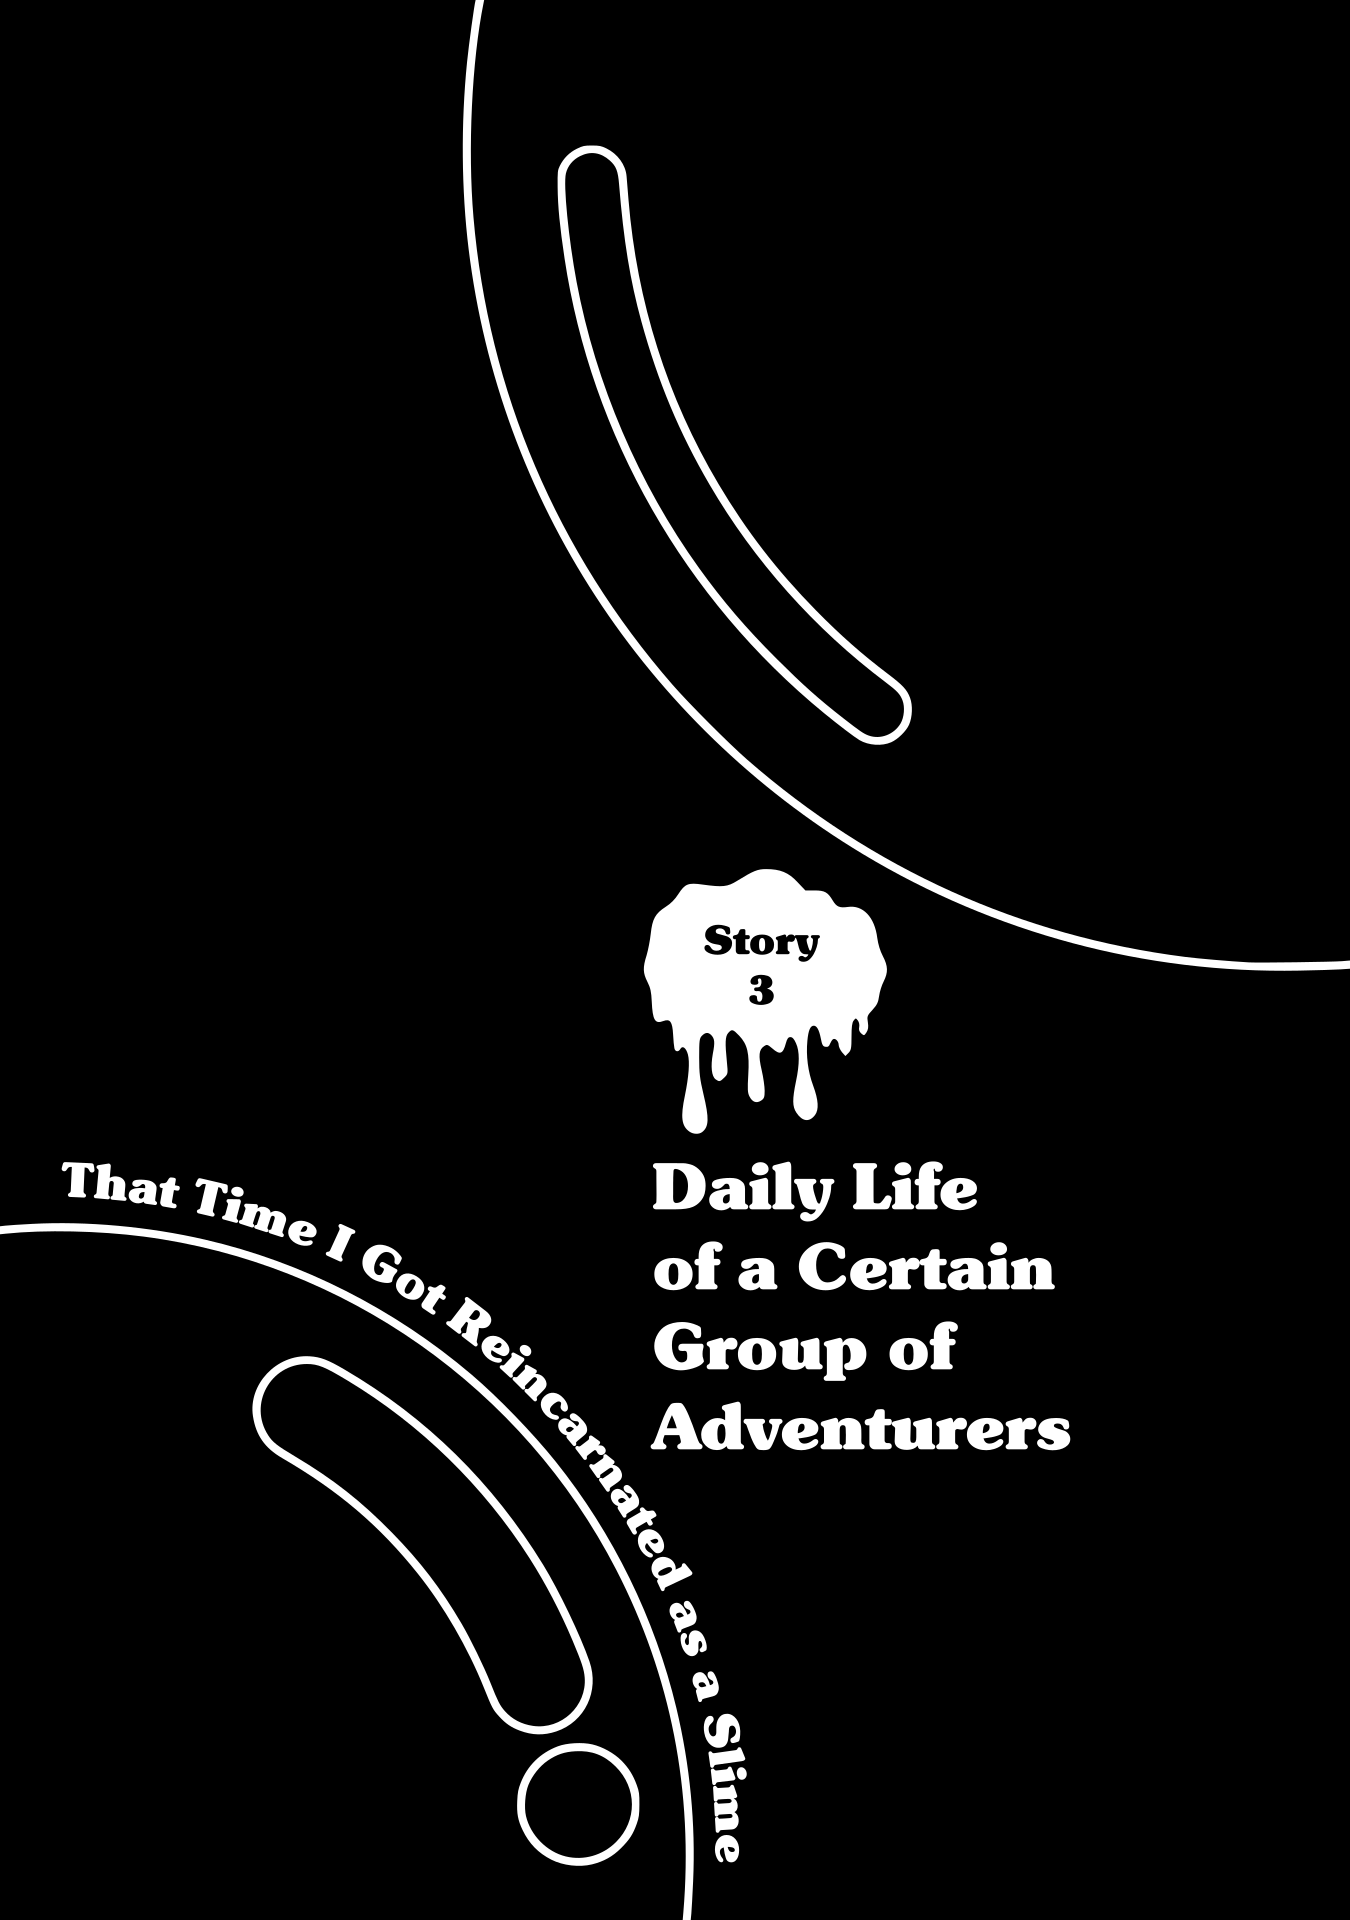 Story
3
Daily Life
of a Certain
Group of
Adventurers
That Time I Got Reincarnated as a Slime